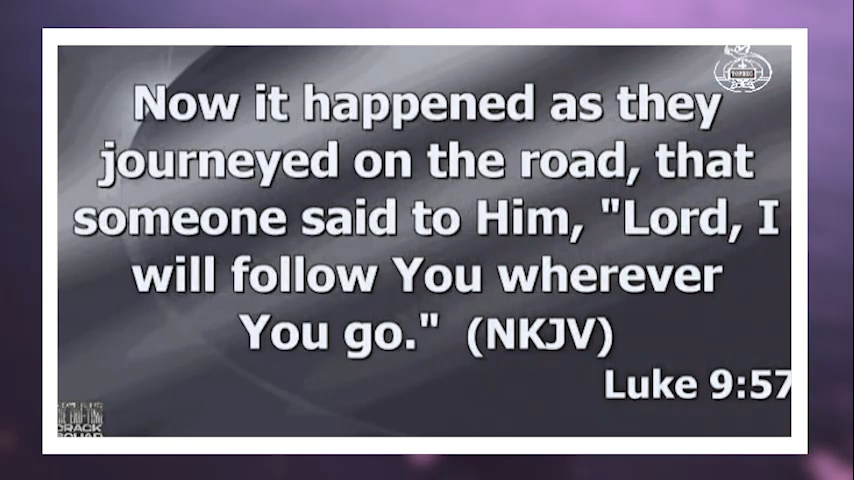 Now it happened as they
journeyed on the road, that
someone said to Him, "Lord, I
will follow You wherever
You go." (NKJV)
Luke 9:57